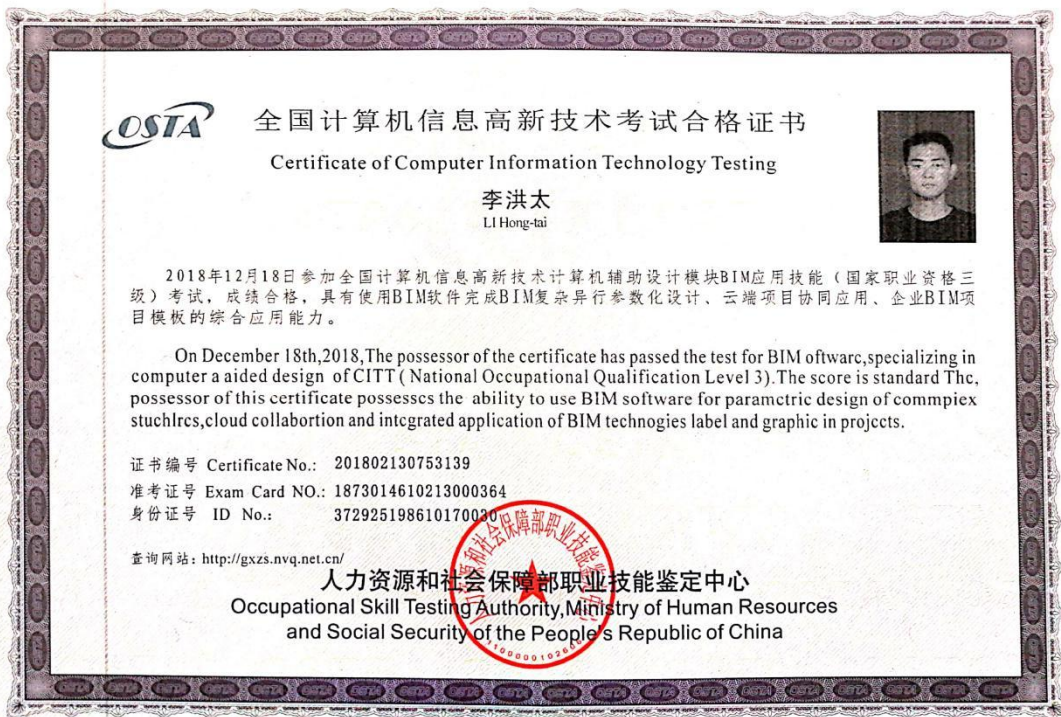 OSTA
全国计算机信息高新技术考试合格证书
Certificate of Computer Information Technology Testing
李洪太
LI Hong-tai
2018年12月18日参加全国计算机信息高新技术计算机辅助设计模块BIM应用技能（国家职业资格三
级）考试，成绩合格，具有使用BIM软件完成BIM复杂异行参数化设计、云端项目协同应用、企业BIM项
目模板的综合应用能力。
On December 18th,2018,The possessor of the certificate has passed the test for BIM oftwarc,specializing in
computer a aided design of CITT ( National Occupational Qualification Level 3).The score is standard Thc,
possessor of this certificate possesscs the ability to use BIM software for paramctric design of commpiex
stuchlrcs,cloud collabortion and intcgrated application of BIM technogies label and graphic in projccts.
证书编号 Certificate No.: 201802130753139
准考证号 Exam Card NO.: 1873014610213000364
身份证号 ID No.: 372925198610170030
查询网站: http://gxzs.nvq.net.cn/
人力资源和社会保障部职业技能鉴定中心
Occupational Skill Testing Authority,Ministry of Human Resources
and Social Security of the People's Republic of China